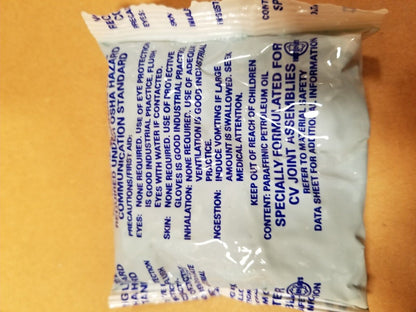 UNDER OSHA HAZARD
COMMUNICATION STANDARD
PRECAUTIONS/FIRST AID:
EYES: NONE REQUIRED. USE OF EYE PROTECTION
IS GOOD INDUSTRIAL PRACTICE. FLUSH
EYES WITH WATER IF CONTACTED.
SKIN: NONE REQUIRED. USE OF PROTECTIVE
GLOVES IS GOOD INDUSTRIAL PRACTICE
INHALATION: NONE REQUIRED. USE OF ADEQU
VENTILATION IS GOOD INDUSTRIAL
PRACTICE.
INGESTION: INDUCE VOMITING IF LARGE
AMOUNT IS SWALLOWED. SEEK
MEDICAL ATTENTION.
KEEP OUT OF REACH OF CHILDREN
CONTENT: PARAFFINIC PETROLEUM OIL
SPECIALLY FORMULATED FOR
CV JOINT ASSEMBLIES
REFER TO MATERIAL SAFETY
DATA SHEET FOR ADDITIONAL INFORMATION